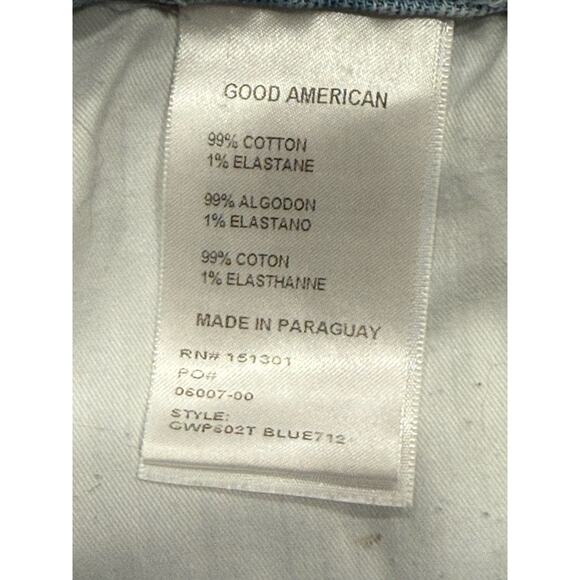 GOOD AMERICAN
99% COTTON
1% ELASTANE
99% ALGODON
1% ELASTANO
99% COTON
1% ELASTHANNE
MADE IN PARAGUAY
RN# 151301
PO#
06007-00
STYLE:
GWP602T BLUE712